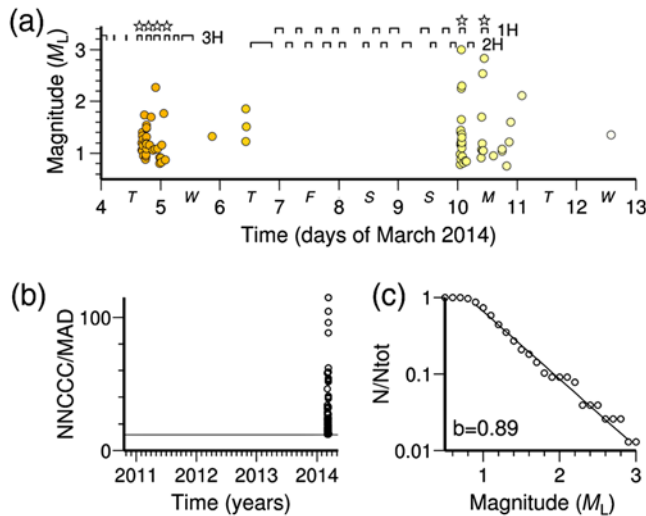 (a)
3H
1H
2H
Magnitude (ML)
3
2
1
T W T F S S M T W
4 5 6 7 8 9 10 11 12 13
Time (days of March 2014)
(b)
NNCCC/MAD
100
0
2011 2012 2013 2014
Time (years)
(c)
N/Ntot
1
0.1
0.01
b=0.89
1 2 3
Magnitude (ML)